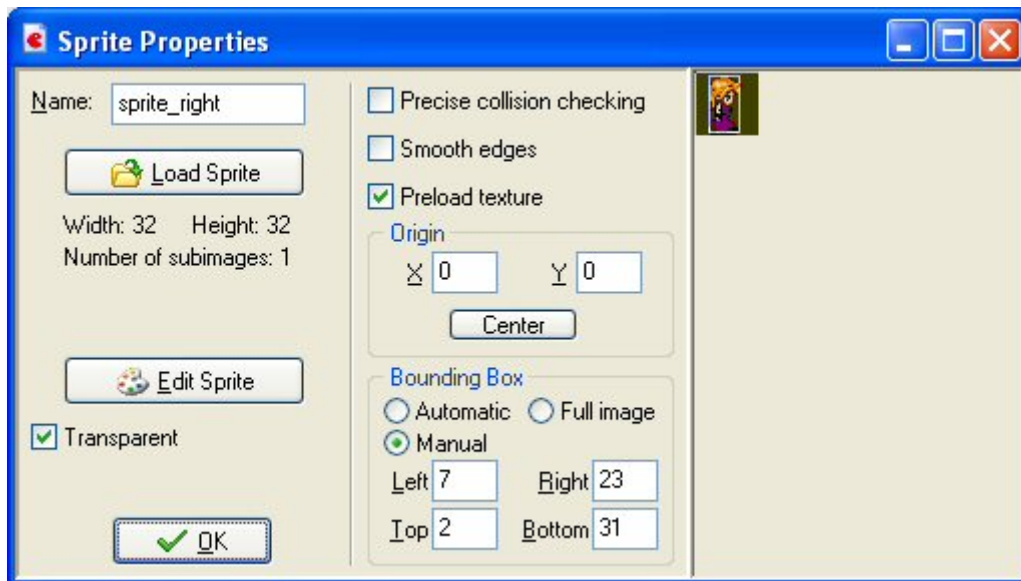 Sprite Properties
Name: sprite_right
Load Sprite
Width: 32 Height: 32
Number of subimages: 1
Edit Sprite
Transparent
OK
Precise collision checking
Smooth edges
Preload texture
Origin
X 0 Y 0
Center
Bounding Box
Automatic Full image
Manual
Left 7 Right 23
Top 2 Bottom 31